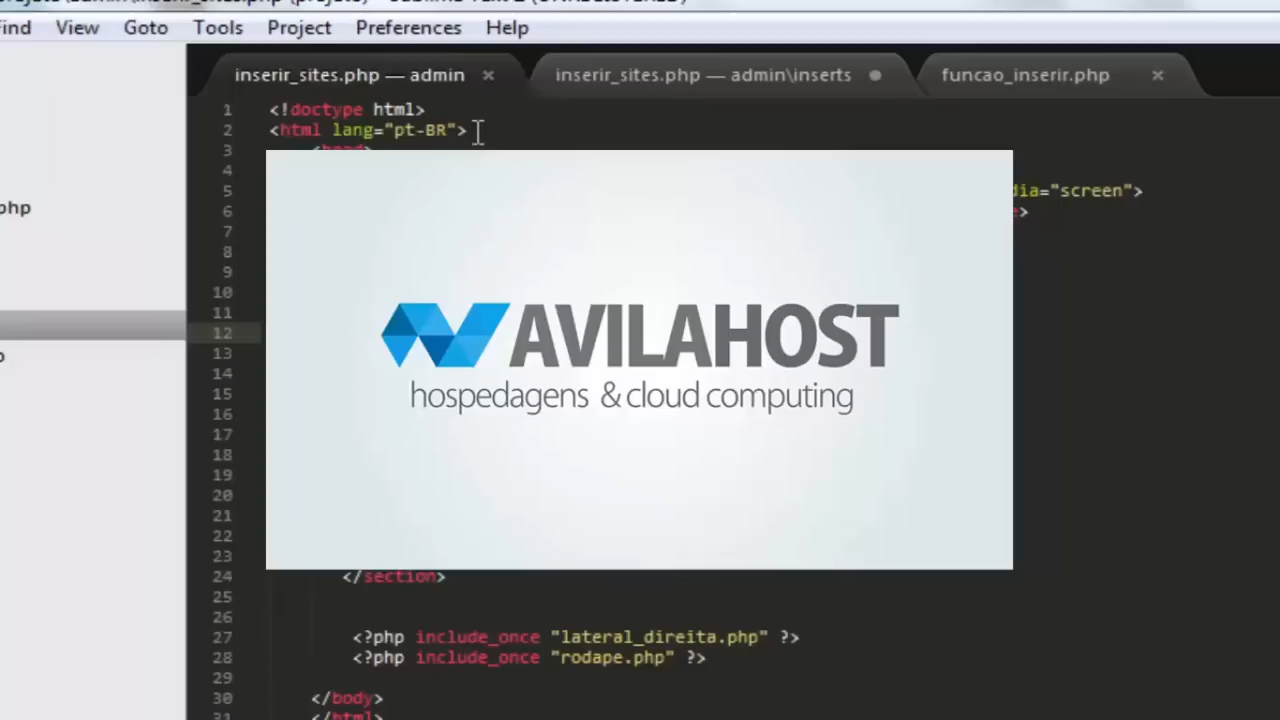 Find View Goto Tools Project Preferences Help
inserir_sites.php — admin × inserir_sites.php — admin\inserts funcao_inserir.php ×
1 <!doctype html>
2 <html lang="pt-BR">
3 <head>
4
5 dia="screen">
php
6 e>
7
8
9
10
11
12
13
14
15
16
17
18
19
20
21
22
23
AVILAHOST
hospedagens & cloud computing
24 </section>
25
26
27 <?php include_once "lateral_direita.php" ?>
28 <?php include_once "rodape.php" ?>
29
30 </body>
31 </html>